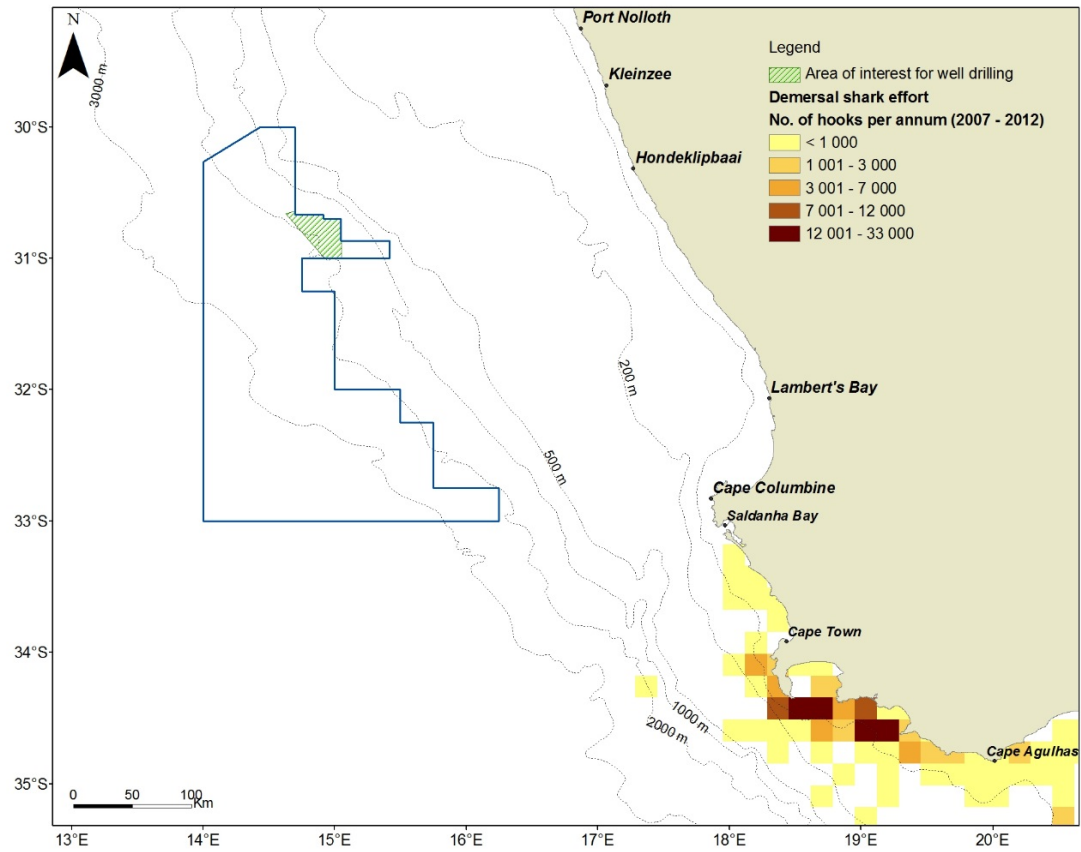 N
Port Nolloth
Kleinzee
Hondeklipbaai
Lambert's Bay
Cape Columbine
Saldanha Bay
Cape Town
Cape Agulhas
Legend
Area of interest for well drilling
Demersal shark effort
No. of hooks per annum (2007 - 2012)
< 1 000
1 001 - 3 000
3 001 - 7 000
7 001 - 12 000
12 001 - 33 000
3000 m
200 m
500 m
1000 m
2000 m
30°S
31°S
32°S
33°S
34°S
35°S
0 50 100
Km
13°E 14°E 15°E 16°E 17°E 18°E 19°E 20°E